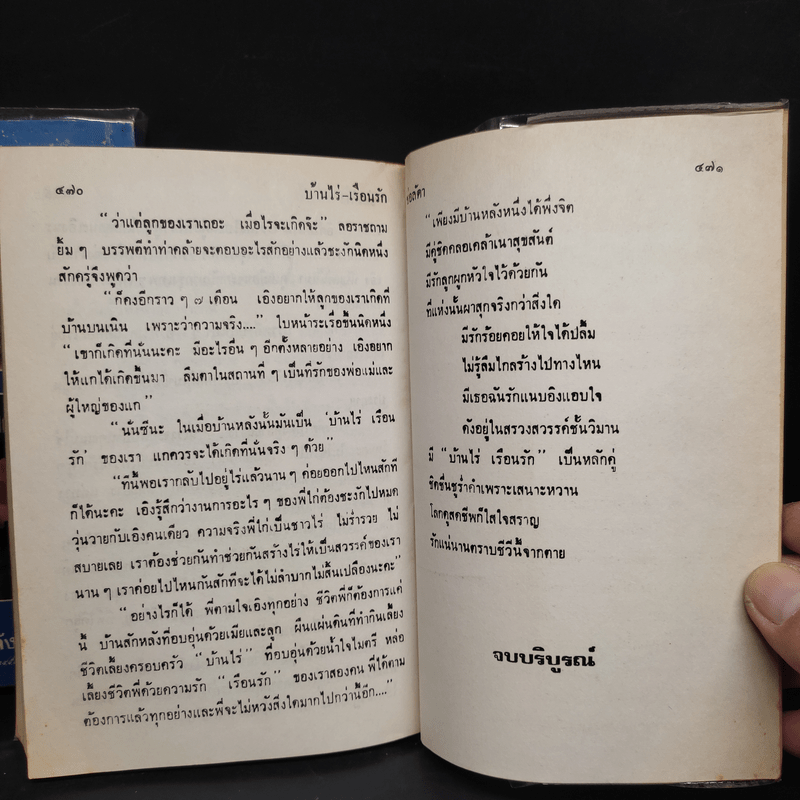 ๔๗๐
บ้านไร่-เรือนรัก
"ว่าแต่ลูกของเราเถอะ เมื่อไรจะเกิดจ๊ะ" ลอราชถาม
ยิ้ม ๆ บรรพตีทำท่าคล้ายจะตอบอะไรสักอย่างแล้วชะงักนิดหนึ่ง
สักครู่จึงพูดว่า
"ก็คงอีกราว ๆ ๗ เดือน เอิงอยากให้ลูกของเราเกิดที่
บ้านบนเนิน เพราะว่าความจริง...." ใบหน้าระเรื่อขึ้นนิดหนึ่ง
"เขาก็เกิดที่นั่นนะคะ มีอะไรอื่น ๆ อีกตั้งหลายอย่าง เอิงอยาก
ให้แกได้เกิดขึ้นมา ลืมตาในสถานที่ ๆ เป็นที่รักของพ่อแม่และ
ผู้ใหญ่ของแก"
"นั่นซีนะ ในเมื่อบ้านหลังนั้นมันเป็น 'บ้านไร่ เรือน
รัก' ของเรา แกควรจะได้เกิดที่นั่นจริง ๆ ด้วย"
"ทีนี้พอเรากลับไปอยู่ไร่แล้วนาน ๆ ค่อยออกไปไหนสักที
ก็ได้นะคะ เอิงรู้สึกว่างานการอะไร ๆ ของพี่ไก่ต้องชะงักไปหมด
วุ่นวายกับเอิงคนเดียว ความจริงพี่ไก่เป็นชาวไร่ ไม่ร่ำรวย ไม่
สบายเลย เราต้องช่วยกันทำช่วยกันสร้างไร่ให้เป็นสวรรค์ของเรา
นาน ๆ เราค่อยไปไหนกันสักทีจะได้ไม่ลำบากไม่สิ้นเปลืองนะคะ"
"อย่างไรก็ได้ พี่ตามใจเอิงทุกอย่าง ชีวิตพี่ก็ต้องการแค่
นี้ บ้านสักหลังที่อบอุ่นด้วยเมียและลูก ผืนแผ่นดินที่ทำกินเลี้ยง
ชีวิตเลี้ยงครอบครัว "บ้านไร่" ที่อบอุ่นด้วยน้ำใจไมตรี หล่อ
เลี้ยงชีวิตพี่ด้วยความรัก "เรือนรัก" ของเราสองคน พี่ได้ตาม
ต้องการแล้วทุกอย่างและพี่จะไม่หวังสิ่งใดมากไปกว่านี้อีก...."
๔๗๑
"เพียงมีบ้านหลังหนึ่งได้พึ่งจิต
มีคู่ชิดคลอเคล้าเนาสุขสันต์
มีรักลูกผูกหัวใจไว้ด้วยกัน
ที่แห่งนั้นผาสุกจริงกว่าสิ่งใด
มีรักร้อยคอยให้ใจได้ปลื้ม
ไม่รู้ลืมไกลร้างไปทางไหน
มีเธอฉันรักแนบอิงแอบใจ
ดังอยู่ในสรวงสวรรค์ชั้นวิมาน
มี "บ้านไร่ เรือนรัก" เป็นหลักคู่
ชิดชื่นชูร่ำคำเพราะเสนาะหวาน
โลกดุสดชีพก็ใสใจสราญ
รักแน่นานตราบชีวีนี้จากตาย
จบบริบูรณ์